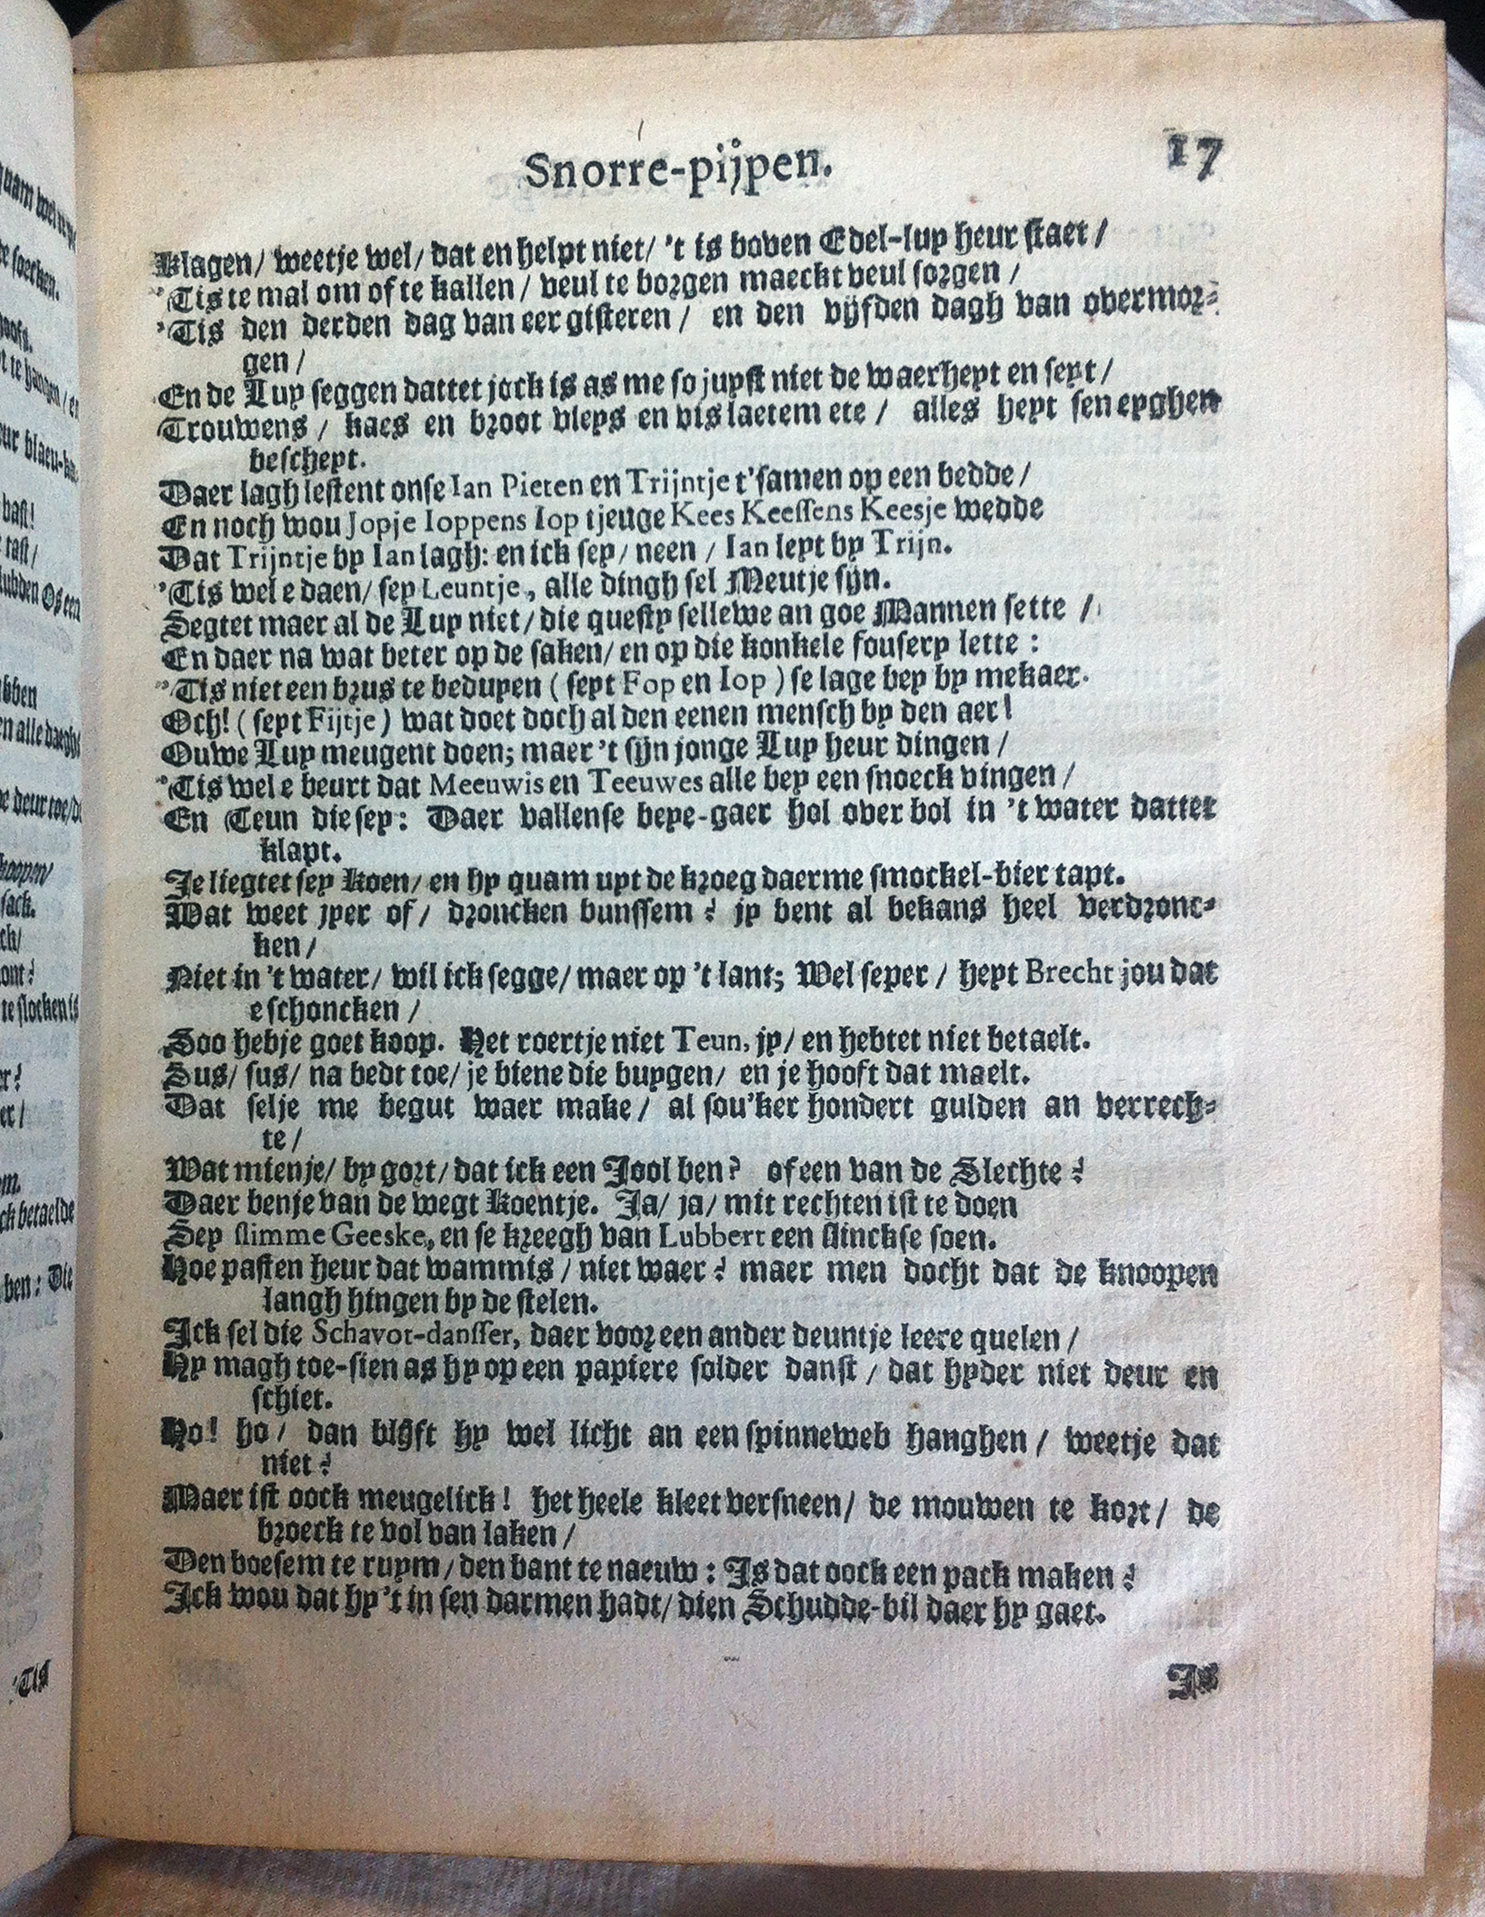 Snorre-pijpen. 17
Klagen/ weetje wel/ dat en helpt niet/ 't is boven Edel-luy heur staet /
'Tis te mal om of te kallen / veul te borgen maeckt veul sorgen /
'Tis den derden dag van eer gisteren / en den vijfden dagh van overmor-
gen /
En de Luy seggen dattet jock is as me so juyst niet de waerheyt en seyt /
Trouwens / kaes en broot vleys en vis laetem ete / alles heyt sen eyghen
bescheyt.
Daer lagh lestent onse Ian Pieten en Trijntje t'samen op een bedde /
En noch wou Jopje Ioppens Iop tjeuge Kees Keessens Keesje wedde
Dat Trijntje by Ian lagh: en ick sey/ neen / Ian leyt by Trijn.
'Tis wel e daen/ sey Leuntje, alle dingh sel Meutje sijn.
Segtet maer al de Luy niet / die questy sellewe an goe Mannen sette /
En daer na wat beter op de saken/ en op die konkele fousery lette :
'Tis niet een brus te beduyen ( seyt Fop en Iop ) se lage bey by mekaer.
Och! ( seyt Fijtje ) wat doet doch al den eenen mensch by den aer!
Ouwe Luy meugent doen; maer 't sijn jonge Luy heur dingen /
'Tis wel e beurt dat Meeuwis en Teeuwes alle bey een snoeck vingen /
En Teun die sey: Daer vallense beye-gaer hol over bol in 't water dattet
klapt.
Je liegtet sey Koen/ en hy quam uyt de kroeg daerme smockel-bier tapt.
Wat weet jyer of/ droncken bunssem? jy bent al bekans heel verdronc-
ken /
Niet in 't water/ wil ick segge/ maer op 't lant; Wel seper / heyt Brecht jou dat
eschoncken /
Soo hebje goet koop. Het roertje niet Teun, jy/ en hebtet niet betaelt.
Sus/ sus/ na bedt toe/ je biene die buygen/ en je hooft dat maelt.
Dat selje me begut waer make/ al sou'ker hondert gulden an verrech-
te /
Wat mienje/ by gort/ dat ick een Jool ben? of een van de Slechte?
Daer benje van de wegt Koentje. Ja/ ja/ mit rechten ist te doen
Sey slimme Geeske, en se kreegh van Lubbert een slinckse soen.
Hoe pasten heur dat wammis / niet waer? maer men docht dat de knoopen
langh hingen by de stelen.
Ick sel die Schavot-dansser, daer voor een ander deuntje leere quelen /
Hy magh toe-sien as hy op een papiere solder danst / dat hyder niet deur en
schiet.
Ho! ho / dan blijft hy wel licht an een spinneweb hanghen / weetje dat
niet?
Maer ist oock meugelick! het heele kleet versneen/ de mouwen te kort/ de
broeck te vol van laken /
Den boesem te ruym/ den bant te naeuw : Is dat oock een pack maken?
Ick wou dat hy 't in sen darmen hadt/ dien Schudde-bil daer hy gaet.
Is